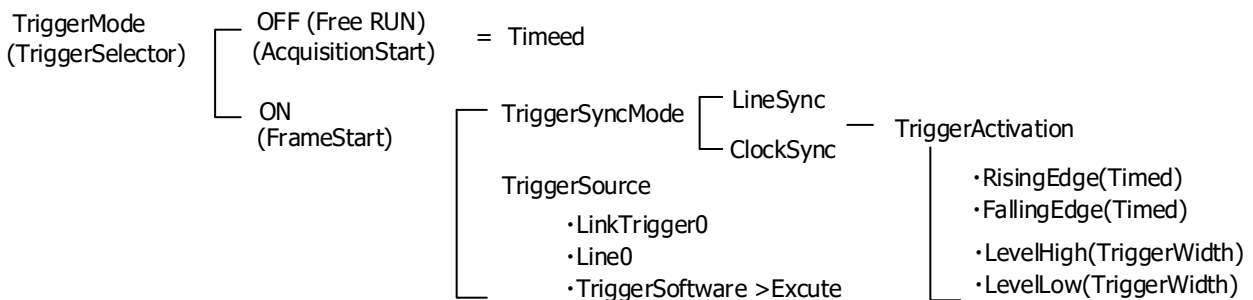 TriggerMode
(TriggerSelector)
OFF (Free RUN)
(AcquisitionStart)
= Timeed
ON
(FrameStart)
TriggerSyncMode
LineSync
ClockSync
TriggerActivation
・RisingEdge(Timed)
・FallingEdge(Timed)
・LevelHigh(TriggerWidth)
・LevelLow(TriggerWidth)
TriggerSource
・LinkTrigger0
・Line0
・TriggerSoftware >Excute